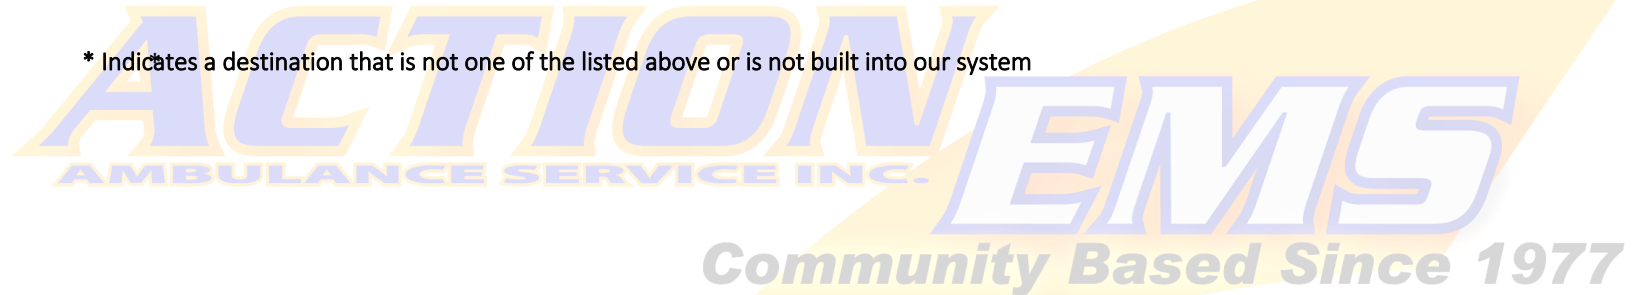 * Indicates a destination that is not one of the listed above or is not built into our system
*
ACTION
EMS
AMBULANCE SERVICE INC.
Community Based Since 1977